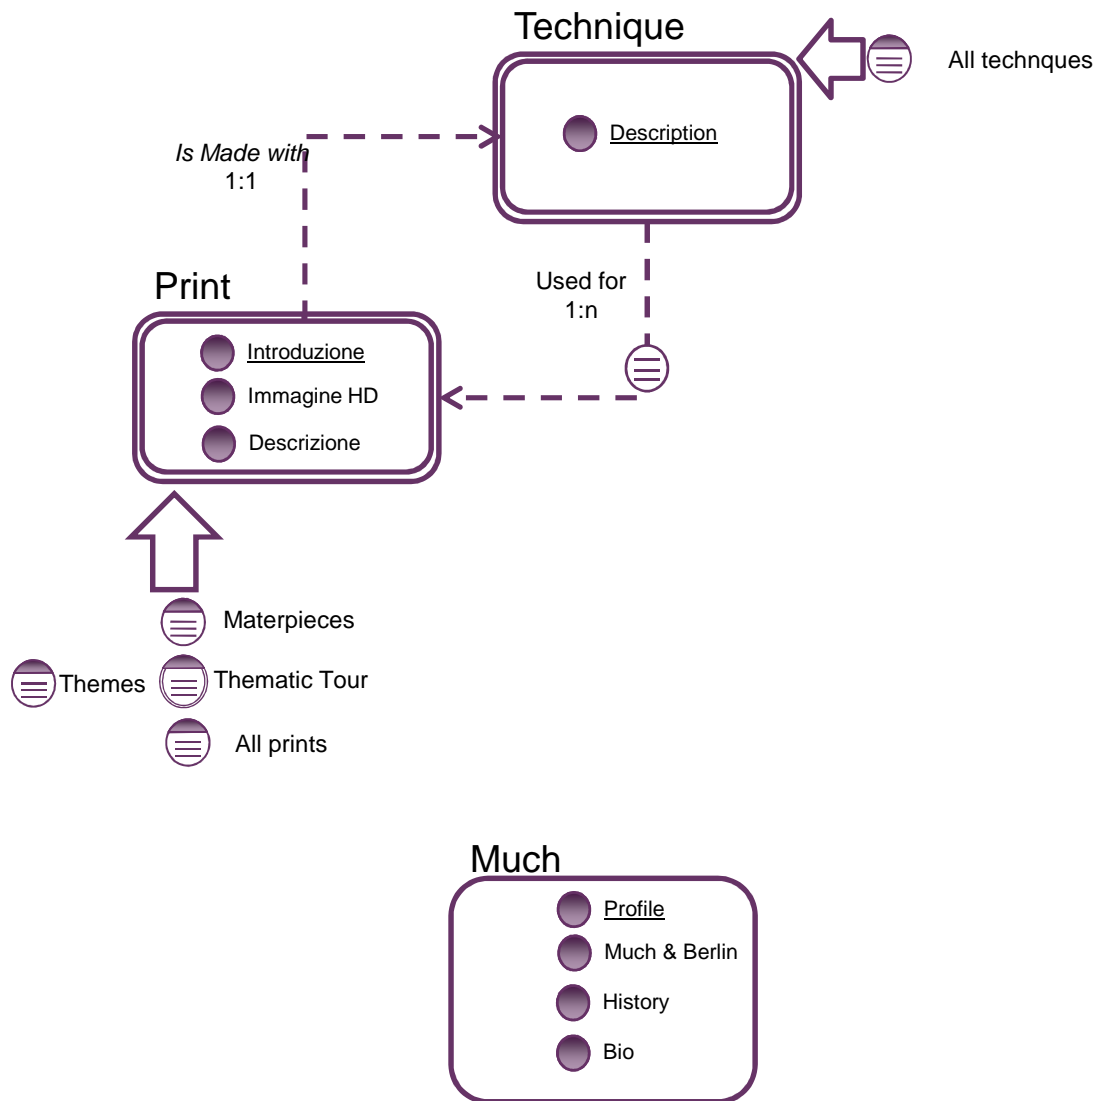 Technique
All technques
Description
Is Made with
1:1
Used for
1:n
Print
Introduzione
Immagine HD
Descrizione
Materpieces
Themes
Thematic Tour
All prints
Much
Profile
Much & Berlin
History
Bio